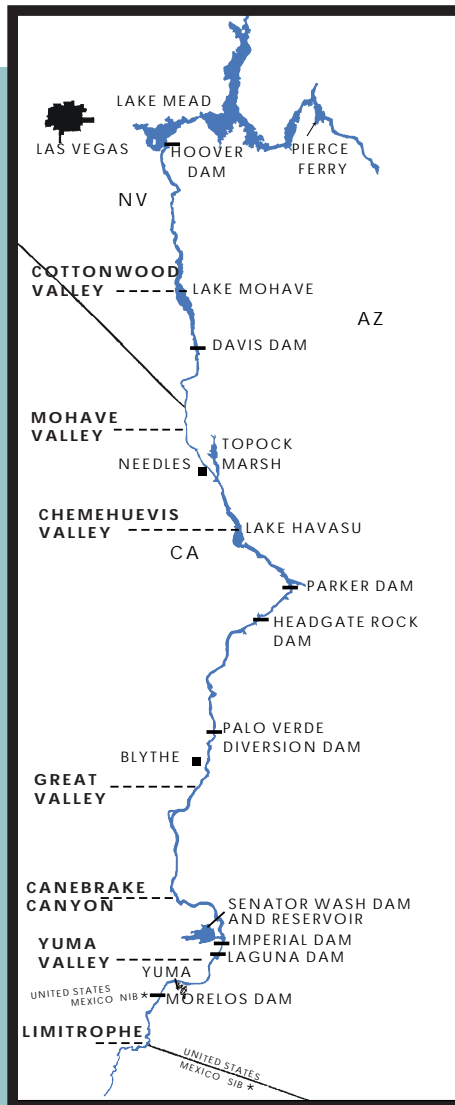 LAKE MEAD
LAS VEGAS
HOOVER
DAM
PIERCE
FERRY
NV
COTTONWOOD
VALLEY
LAKE MOHAVE
AZ
DAVIS DAM
MOHAVE
VALLEY
TOPOCK
MARSH
NEEDLES
CHEMEHUEVIS
VALLEY
LAKE HAVASU
CA
PARKER DAM
HEADGATE ROCK
DAM
PALO VERDE
DIVERSION DAM
BLYTHE
GREAT
VALLEY
CANEBRAKE
CANYON
SENATOR WASH DAM
AND RESERVOIR
IMPERIAL DAM
YUMA
VALLEY
LAGUNA DAM
YUMA
UNITED STATES
MEXICO NIB*
MORELOS DAM
LIMITROPHE
UNITED STATES
MEXICO SIB*